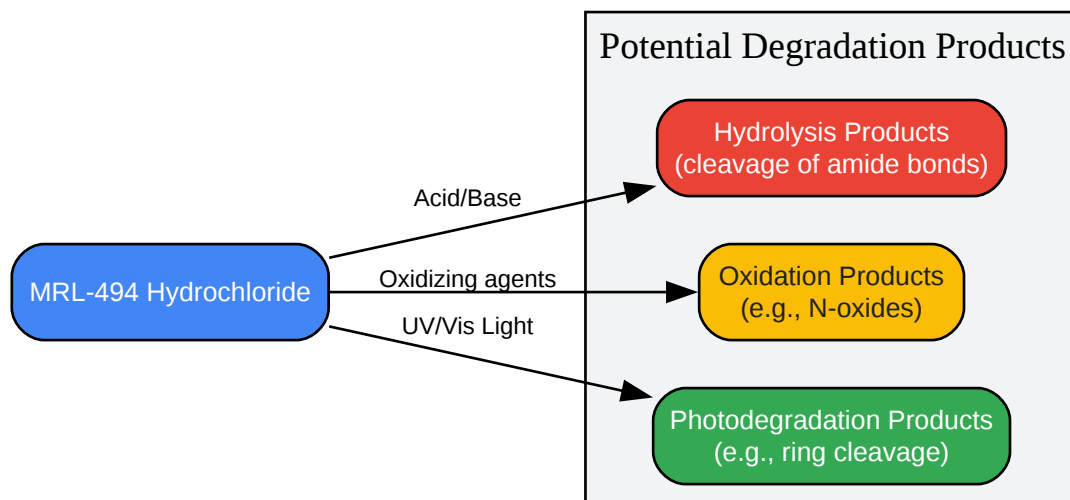 Potential Degradation Products
Hydrolysis Products
(cleavage of amide bonds)
Acid/Base
MRL-494 Hydrochloride
Oxidizing agents
Oxidation Products
(e.g., N-oxides)
UV/Vis Light
Photodegradation Products
(e.g., ring cleavage)